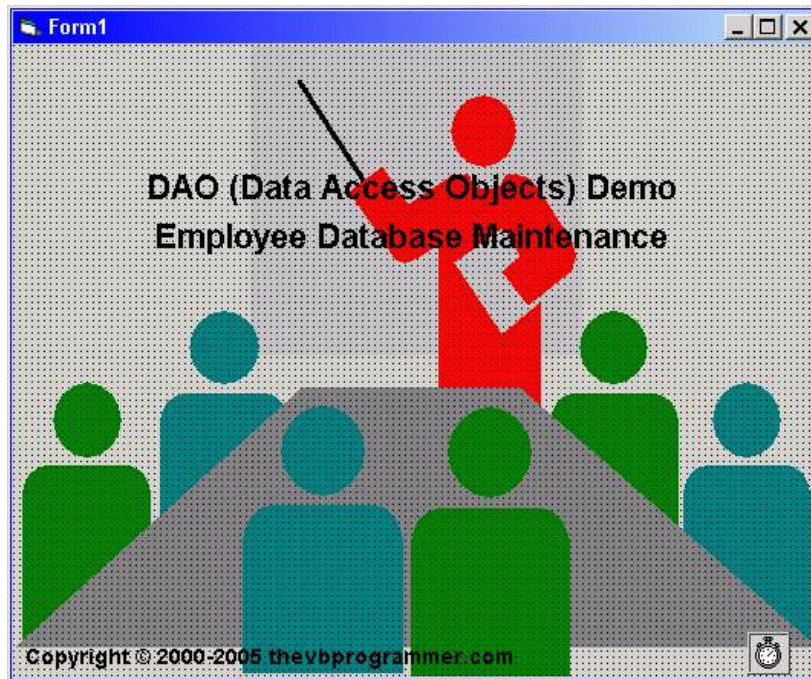 Form1
DAO (Data Access Objects) Demo
Employee Database Maintenance
Copyright © 2000-2005 thevbprogrammer.com